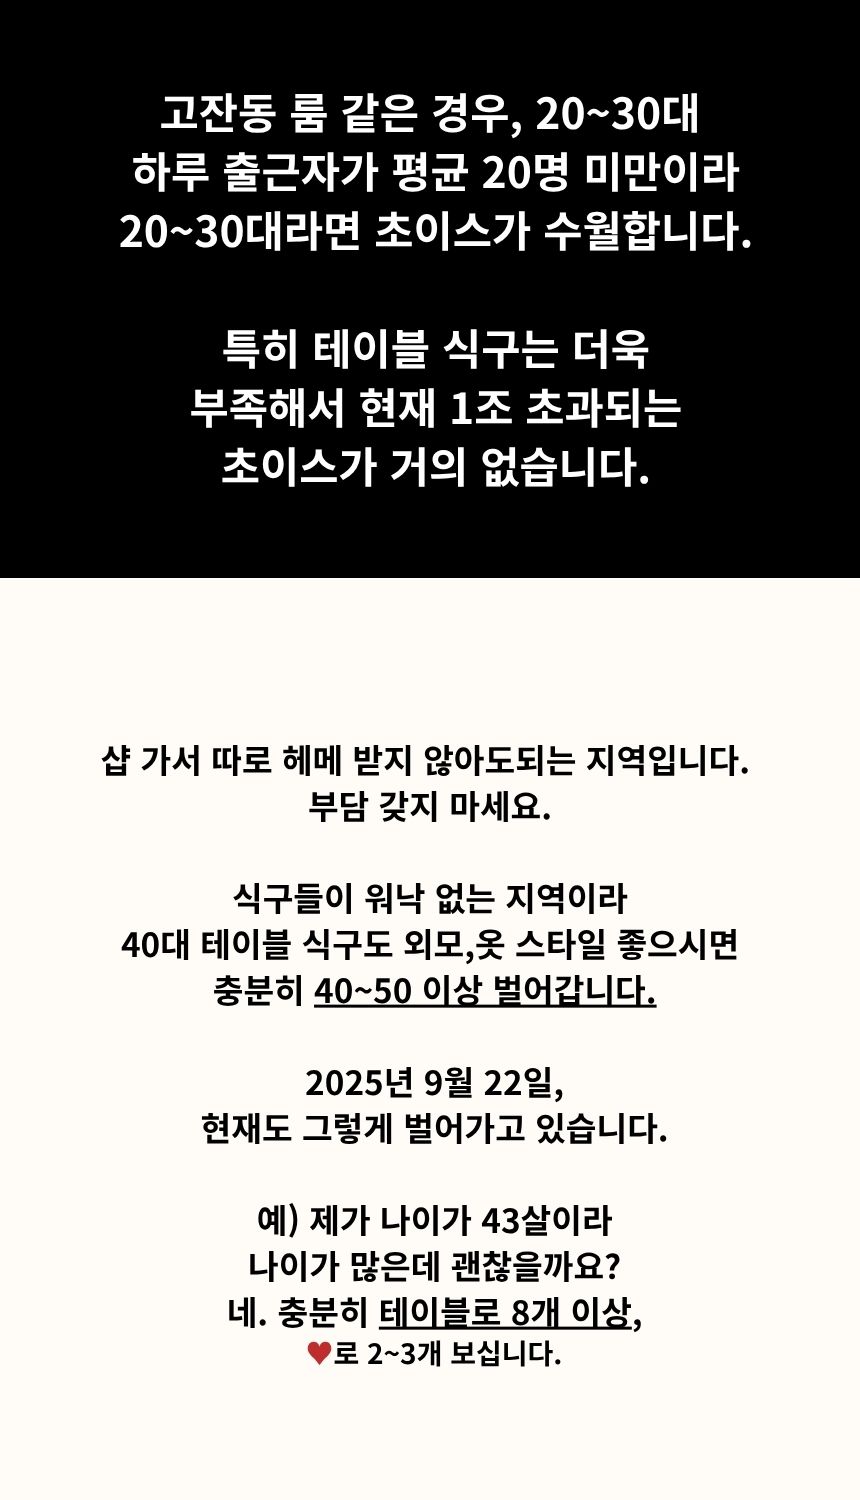 고잔동 룸 같은 경우, 20~30대
하루 출근자가 평균 20명 미만이라
20~30대라면 초이스가 수월합니다.
특히 테이블 식구는 더욱
부족해서 현재 1조 초과되는
초이스가 거의 없습니다.
샵 가서 따로 헤메 받지 않아도되는 지역입니다.
부담 갖지 마세요.
식구들이 워낙 없는 지역이라
40대 테이블 식구도 외모,옷 스타일 좋으시면
충분히 40~50 이상 벌어갑니다.
2025년 9월 22일,
현재도 그렇게 벌어가고 있습니다.
예) 제가 나이가 43살이라
나이가 많은데 괜찮을까요?
네. 충분히 테이블로 8개 이상,
♥로 2~3개 보십니다.